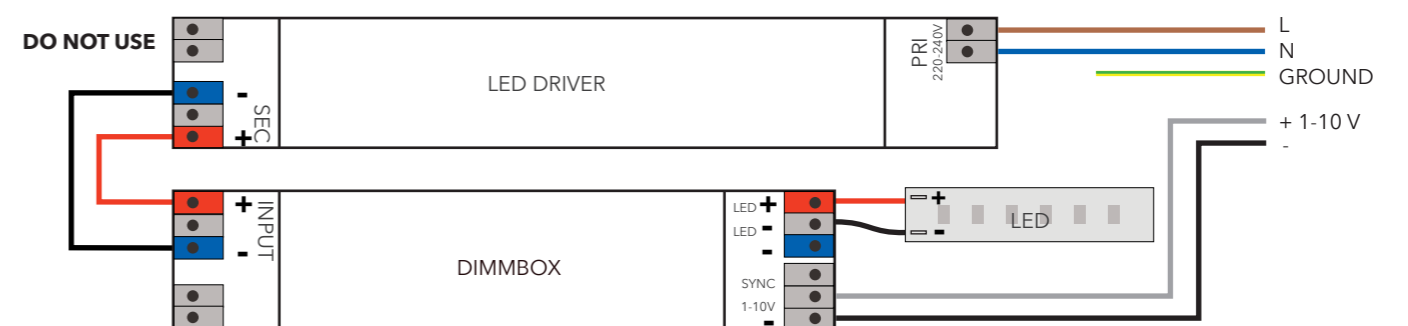 DO NOT USE
LED DRIVER
PRI
220-240V
L
N
GROUND
-
SEC
+
+ 1-10 V
-
+
INPUT
-
DIMMBOX
LED +
LED -
-
SYNC
1-10V
-
+
-
LED